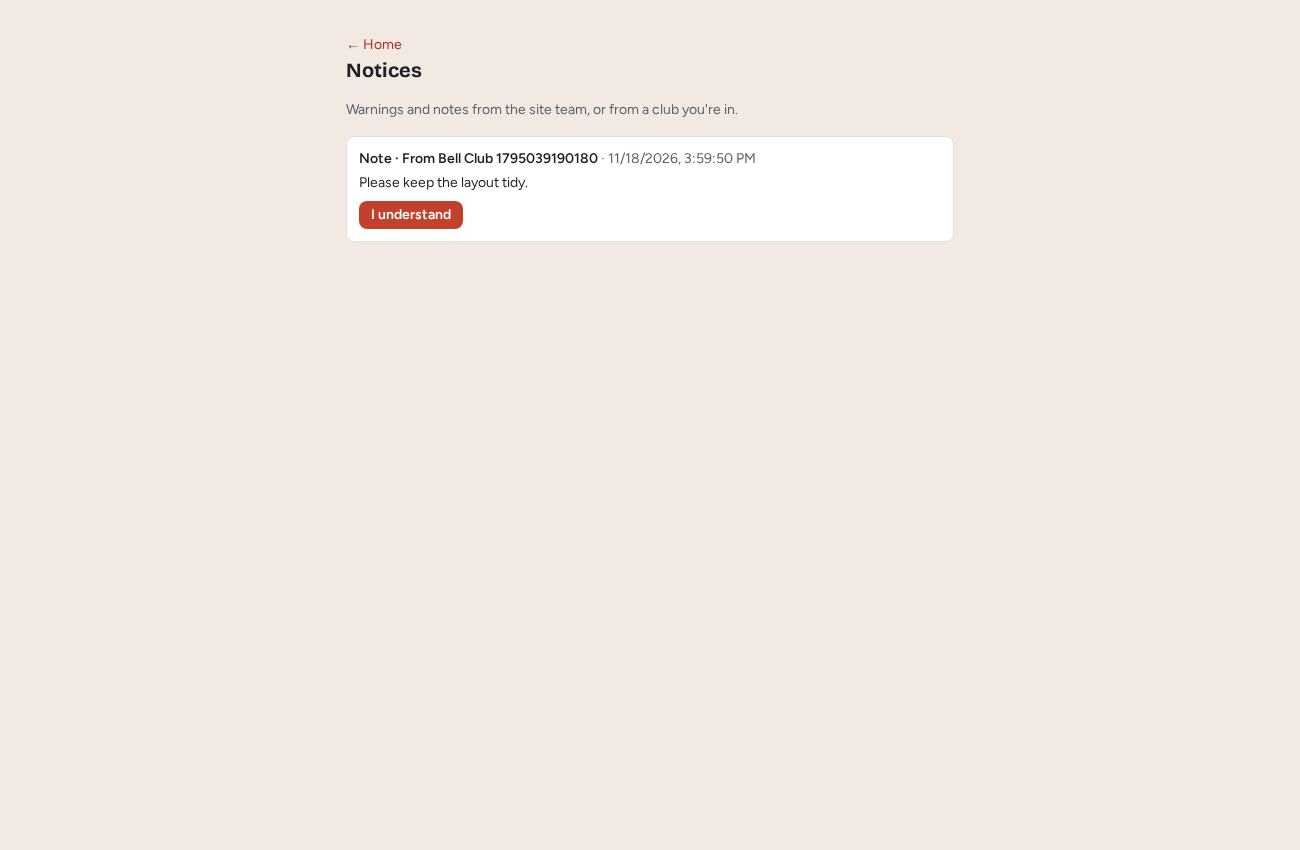 ← Home
Notices
Warnings and notes from the site team, or from a club you're in.
Note · From Bell Club 1795039190180 · 11/18/2026, 3:59:50 PM
Please keep the layout tidy.
I understand